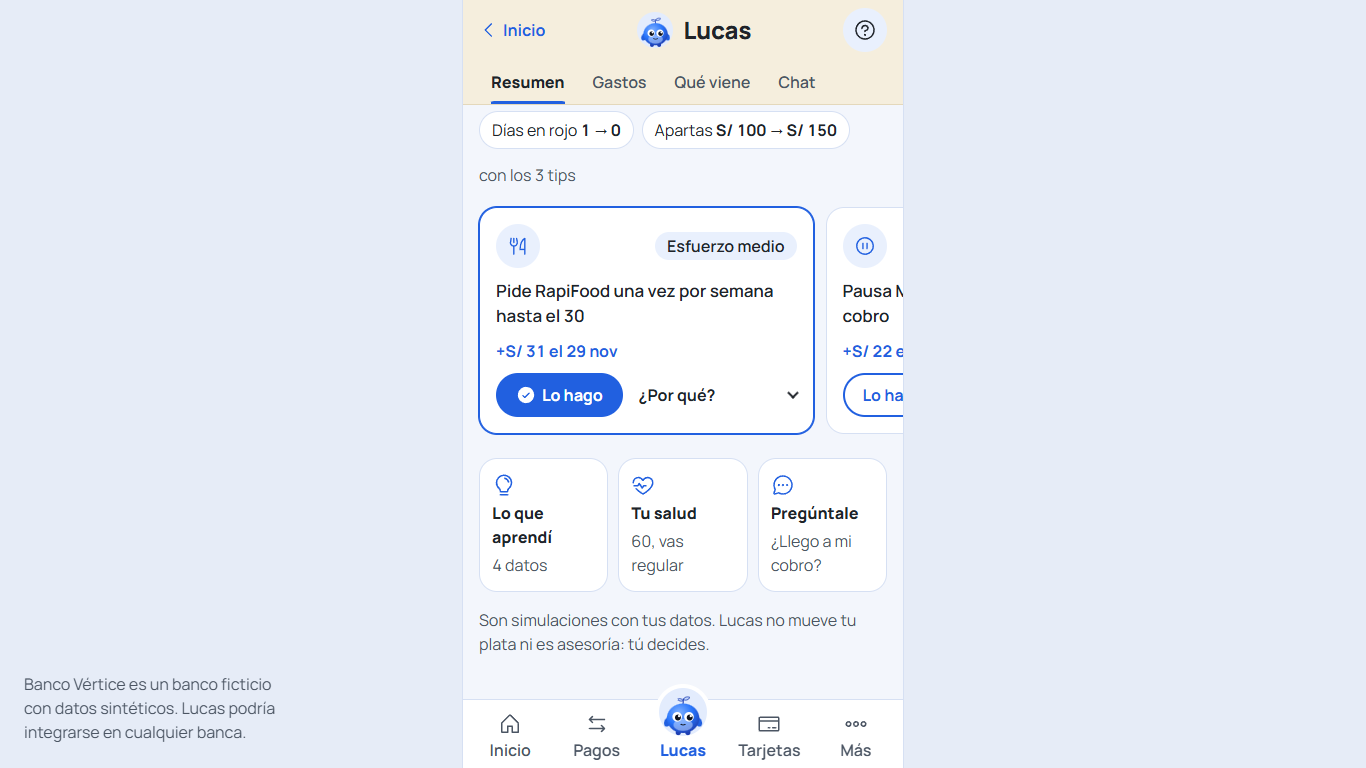 Inicio
Lucas
Resumen Gastos Qué viene Chat
Días en rojo 1 → 0
Apartas S/ 100 → S/ 150
con los 3 tips
Esfuerzo medio
Pide RapiFood una vez por semana
hasta el 30
+S/ 31 el 29 nov
Lo hago
¿Por qué?
Pausa
cobro
+S/ 22
Lo
Lo que
aprendí
4 datos
Tu salud
60, vas
regular
Pregúntale
¿Llego a mi
cobro?
Son simulaciones con tus datos. Lucas no mueve tu
plata ni es asesoría: tú decides.
Banco Vértice es un banco ficticio
con datos sintéticos. Lucas podría
integrarse en cualquier banca.
Inicio Pagos Lucas Tarjetas Más